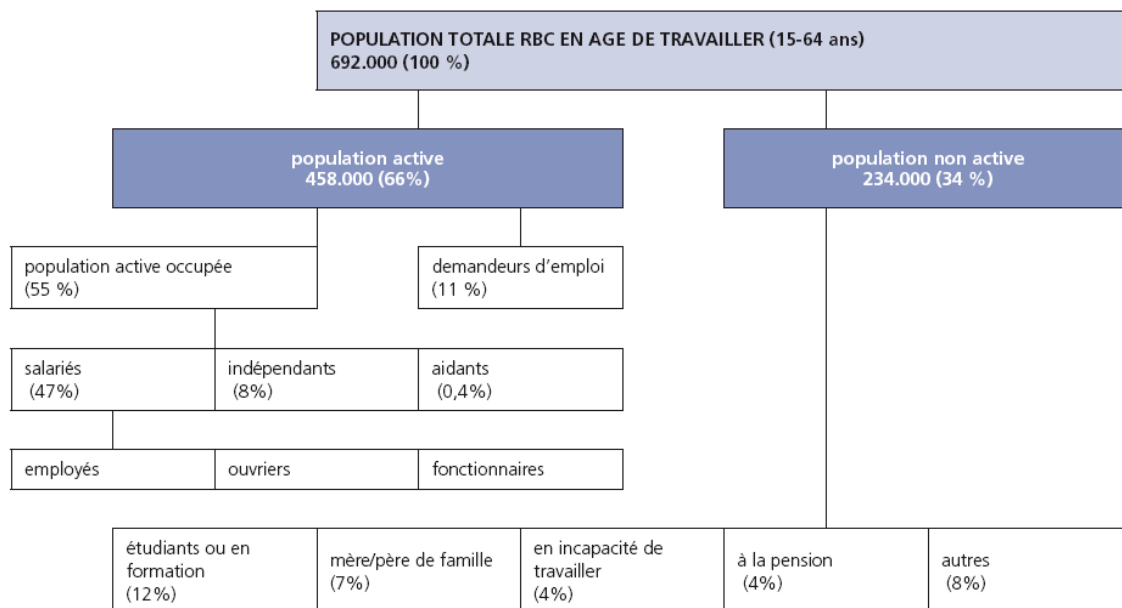 POPULATION TOTALE RBC EN AGE DE TRAVAILLER (15-64 ans)
692.000 (100 %)
population active
458.000 (66%)
population non active
234.000 (34 %)
population active occupée
(55 %)
demandeurs d'emploi
(11 %)
salariés
(47%)
indépendants
(8%)
aidants
(0,4%)
employés
ouvriers
fonctionnaires
étudiants ou en
formation
(12%)
mère/père de famille
(7%)
en incapacité de
travailler
(4%)
à la pension
(4%)
autres
(8%)